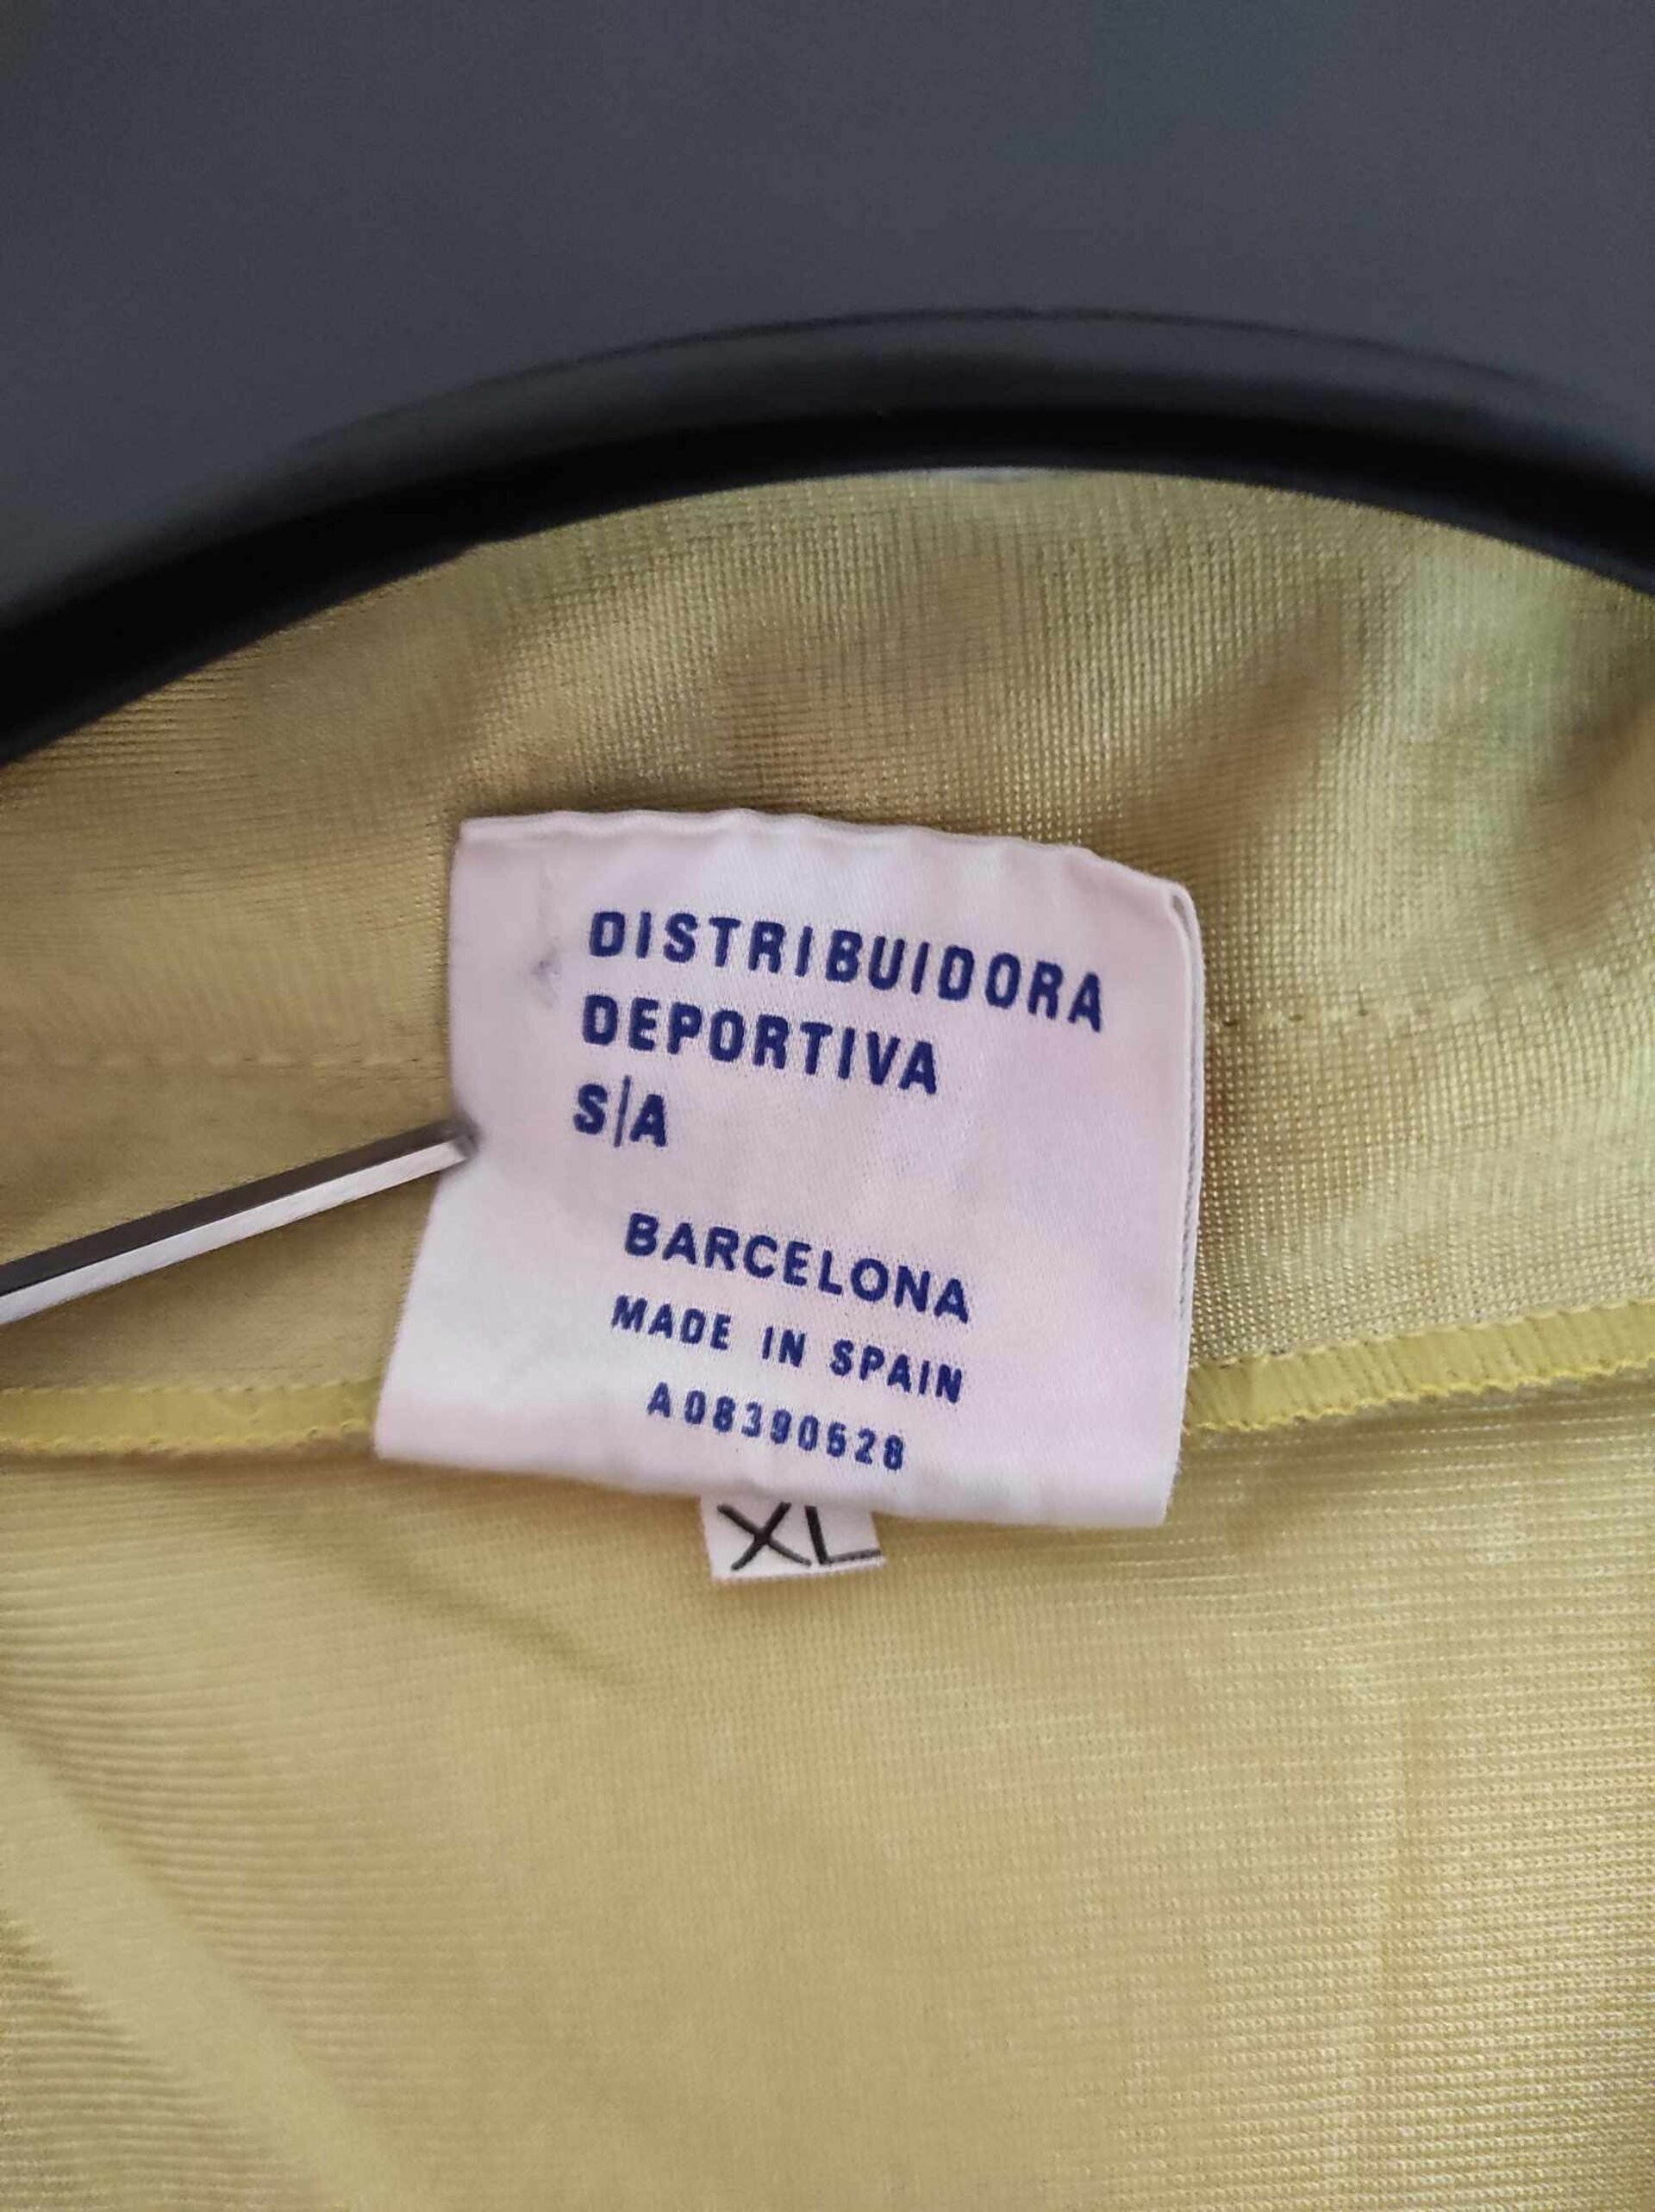 DISTRIBUIDORA
DEPORTIVA
S/A
BARCELONA
MADE IN SPAIN
A08390528
XL